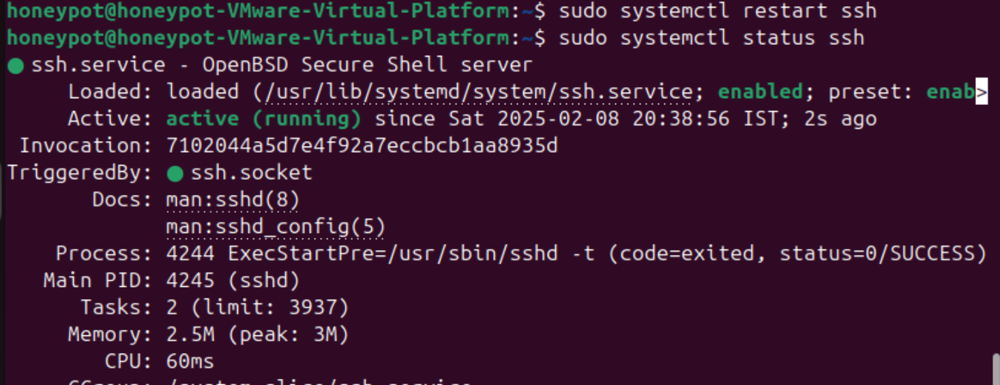 honeypot@honeypot-VMware-Virtual-Platform:~$ sudo systemctl restart ssh
honeypot@honeypot-VMware-Virtual-Platform:~$ sudo systemctl status ssh
● ssh.service - OpenBSD Secure Shell server
     Loaded: loaded (/usr/lib/systemd/system/ssh.service; enabled; preset: enab>
     Active: active (running) since Sat 2025-02-08 20:38:56 IST; 2s ago
 Invocation: 7102044a5d7e4f92a7eccbcb1aa8935d
TriggeredBy: ● ssh.socket
       Docs: man:sshd(8)
             man:sshd_config(5)
    Process: 4244 ExecStartPre=/usr/sbin/sshd -t (code=exited, status=0/SUCCESS)
   Main PID: 4245 (sshd)
      Tasks: 2 (limit: 3937)
     Memory: 2.5M (peak: 3M)
        CPU: 60ms